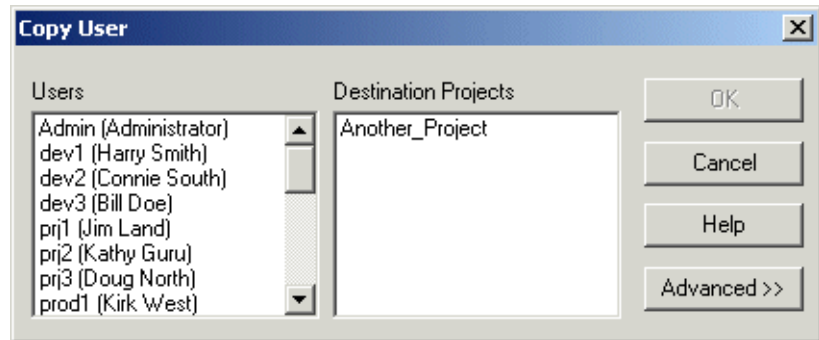 Copy User
Users
Admin (Administrator)
dev1 (Harry Smith)
dev2 (Connie South)
dev3 (Bill Doe)
prj1 (Jim Land)
prj2 (Kathy Guru)
prj3 (Doug North)
prod1 (Kirk West)
Destination Projects
Another_Project
OK
Cancel
Help
Advanced >>